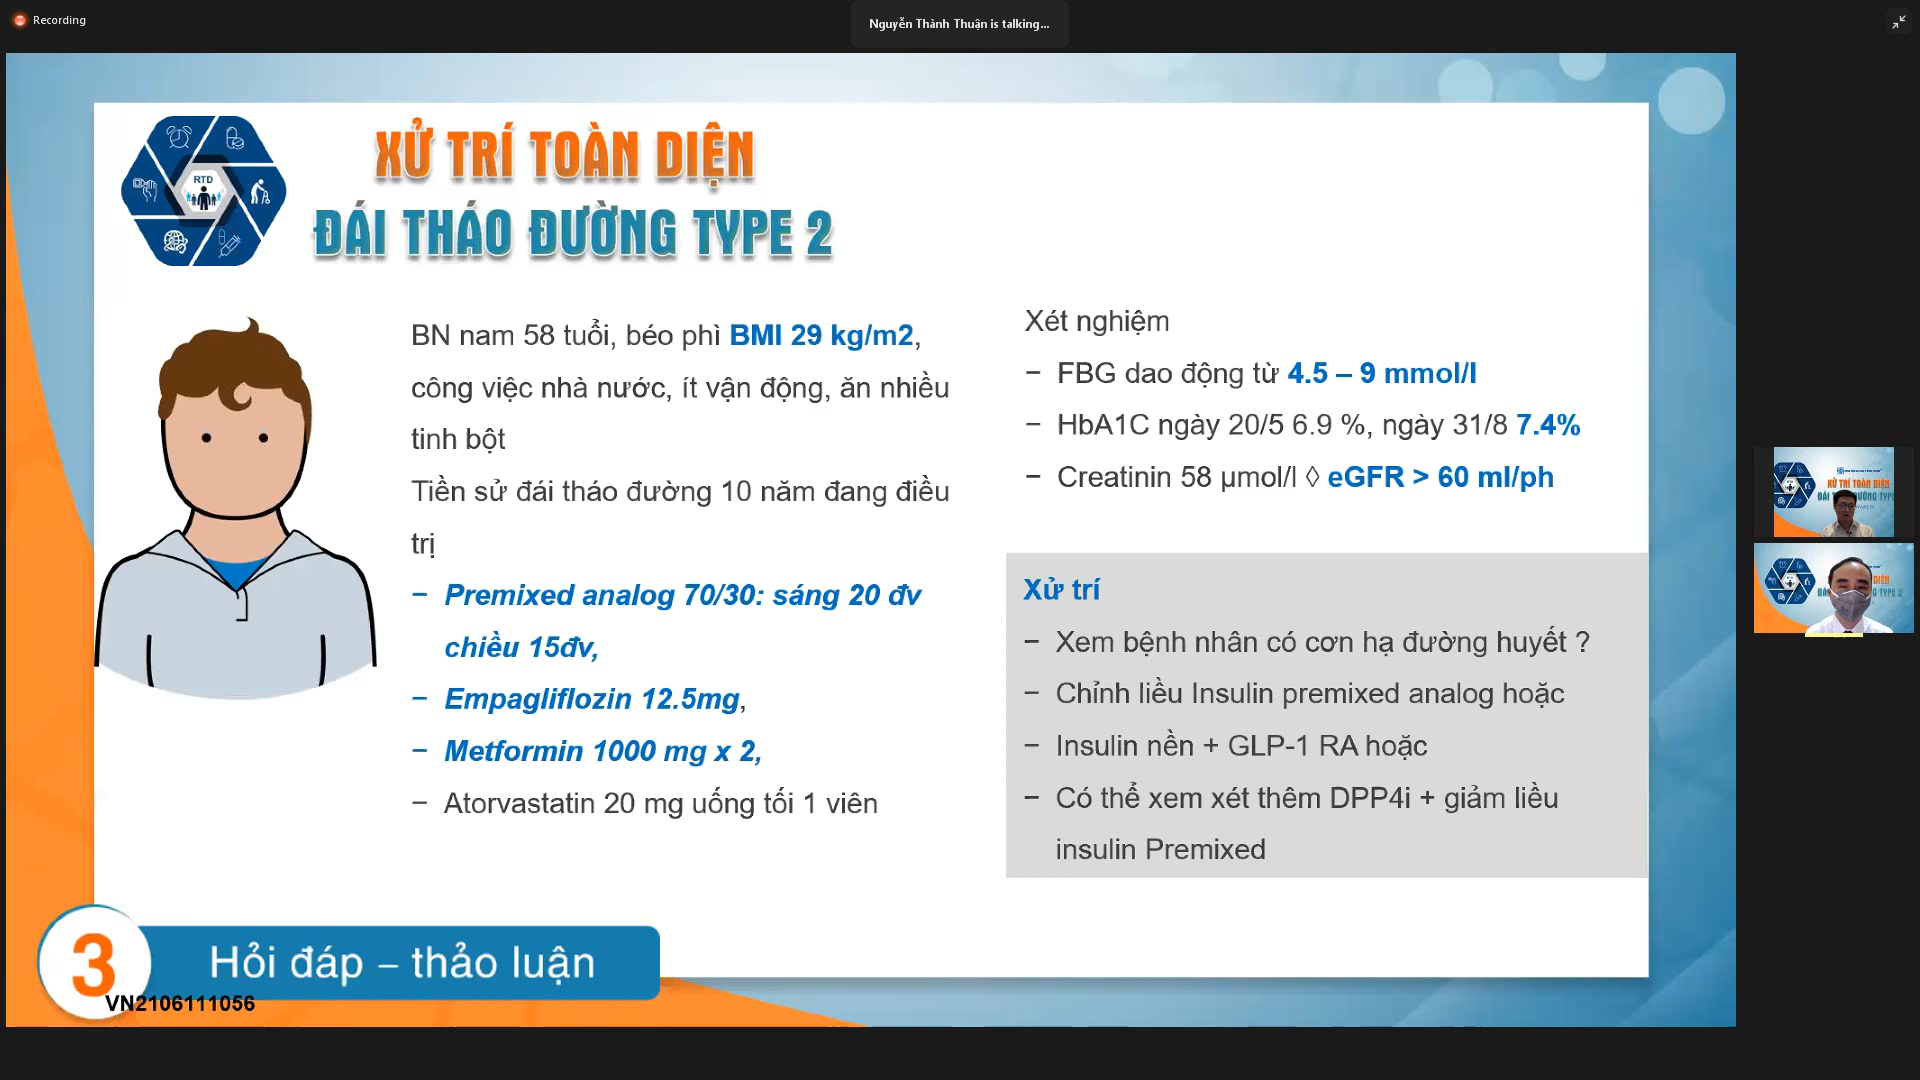 Recording
Nguyễn Thành Thuận is talking...
RTD
XỬ TRÍ TOÀN DIỆN
ĐÁI THÁO ĐƯỜNG TYPE 2
BN nam 58 tuổi, béo phì BMI 29 kg/m2,
công việc nhà nước, ít vận động, ăn nhiều
tinh bột
Tiền sử đái tháo đường 10 năm đang điều
trị
− Premixed analog 70/30: sáng 20 đv
chiều 15đv,
− Empagliflozin 12.5mg,
− Metformin 1000 mg x 2,
− Atorvastatin 20 mg uống tối 1 viên
Xét nghiệm
− FBG dao động từ 4.5 – 9 mmol/l
− HbA1C ngày 20/5 6.9 %, ngày 31/8 7.4%
− Creatinin 58 µmol/l ◊ eGFR > 60 ml/ph
Xử trí
− Xem bệnh nhân có cơn hạ đường huyết ?
− Chỉnh liều Insulin premixed analog hoặc
− Insulin nền + GLP-1 RA hoặc
− Có thể xem xét thêm DPP4i + giảm liều
insulin Premixed
3
Hỏi đáp – thảo luận
VN2106111056
XỬ TRÍ TOÀN DIỆN